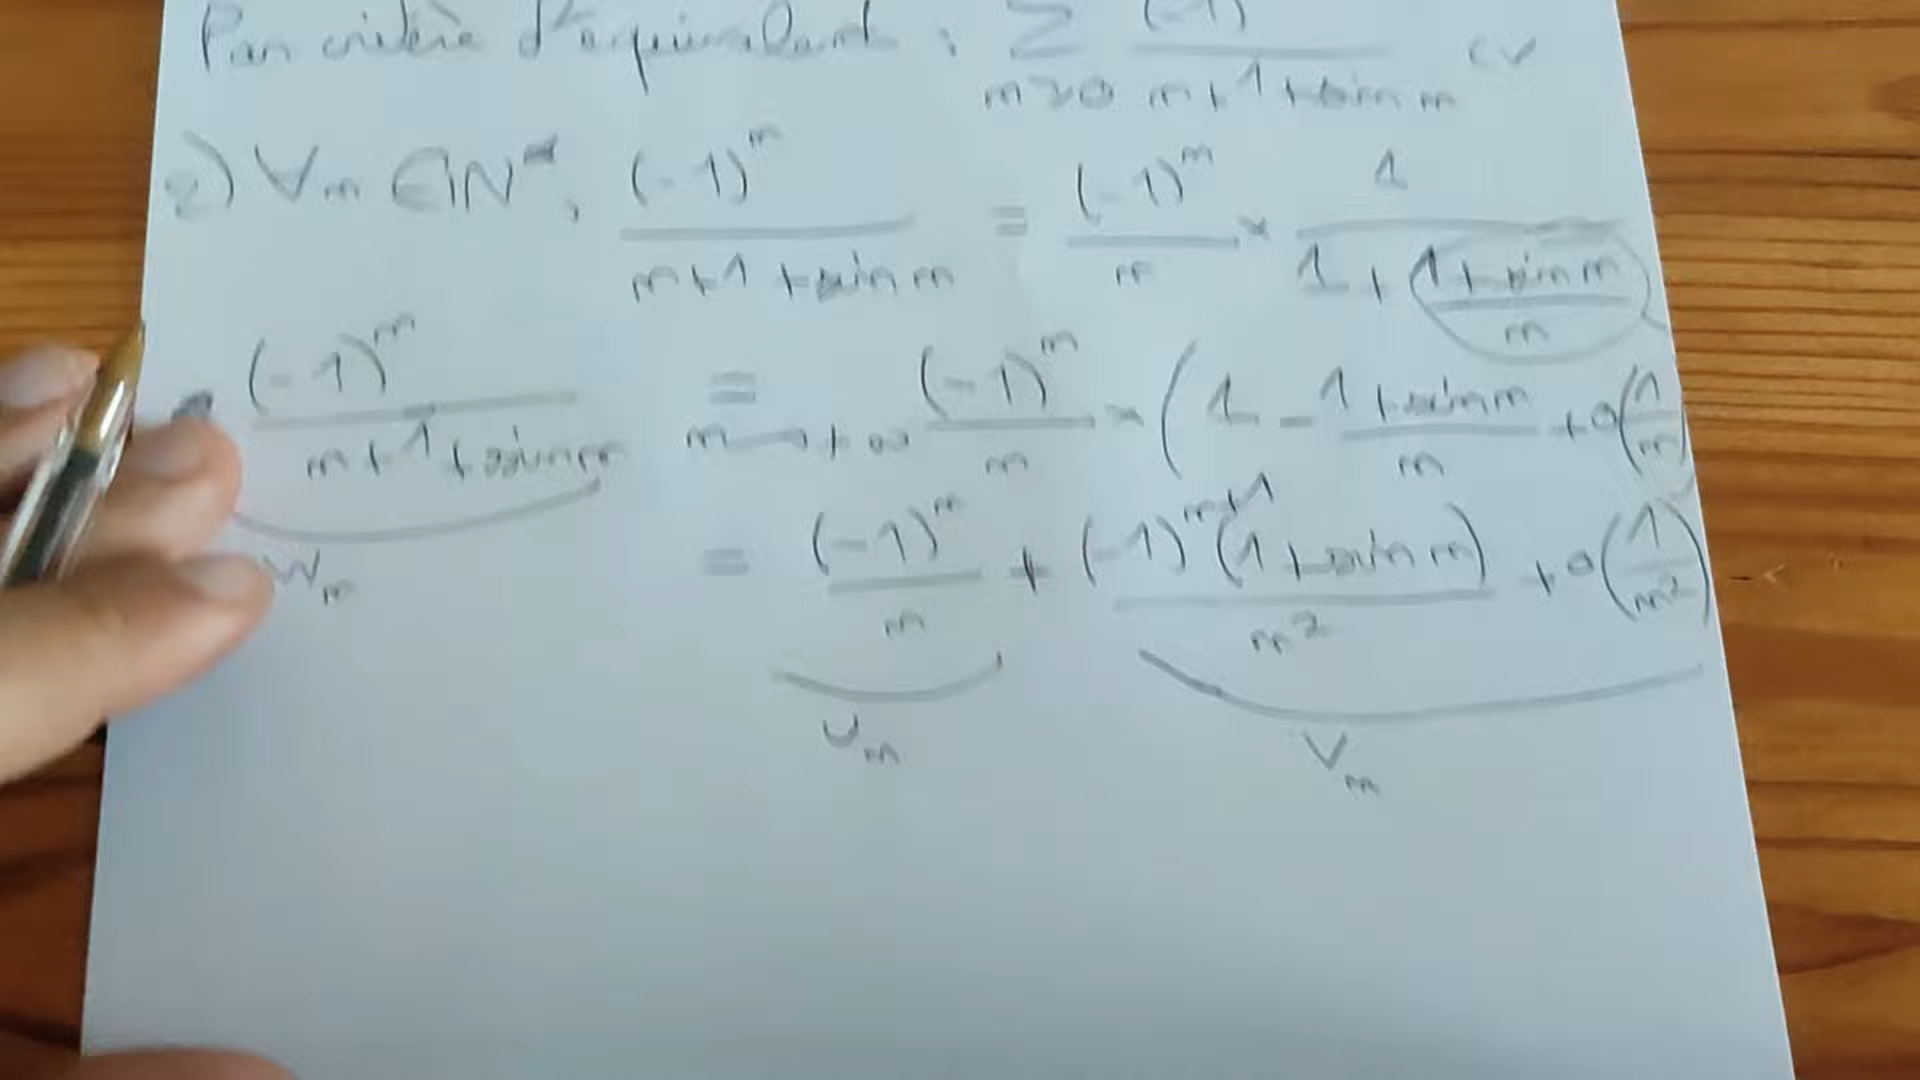 Par critère d'équivalent : ∑_{n≥0} (-1)/(n+1+sin n) CV
2) ∀n ∈ ℕ*, (-1)^n/(n+1+sin n) = (-1)^n/n × 1/(1 + (1+sin n)/n)
(-1)^n/(n+1+sin n) =_{n→+∞} (-1)^n/n × (1 - (1+sin n)/n + o(1/n)
W_n = (-1)^n/n + (-1)^{n+1}(1+sin n)/n² + o(1/n²)
U_n V_n